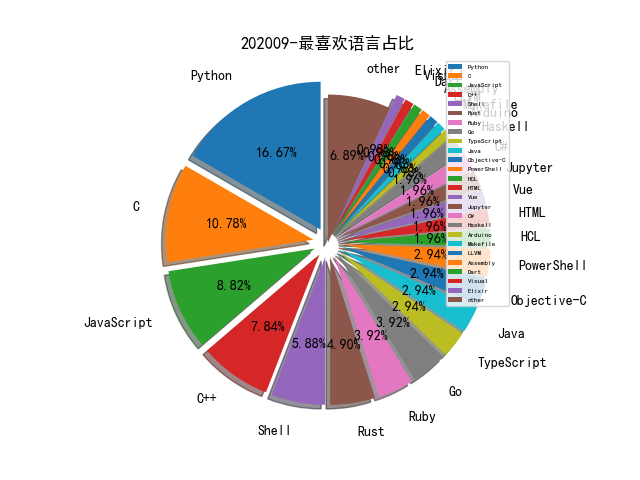 202009-最喜欢语言占比
Python
C
JavaScript
C++
Shell
Rust
Ruby
Go
TypeScript
Java
Objective-C
PowerShell
HCL
HTML
Vue
Jupyter
C#
Haskell
other
16.67%
10.78%
8.82%
7.84%
5.88%
4.90%
3.92%
3.92%
2.94%
2.94%
2.94%
2.94%
1.96%
1.96%
1.96%
1.96%
1.96%
1.96%
6.89%
Python
C
JavaScript
C++
Shell
Rust
Ruby
Go
TypeScript
Java
Objective-C
PowerShell
HCL
HTML
Vue
Jupyter
C#
Haskell
Arduino
Makefile
LLVM
Assembly
Dart
Visual
Elixir
other